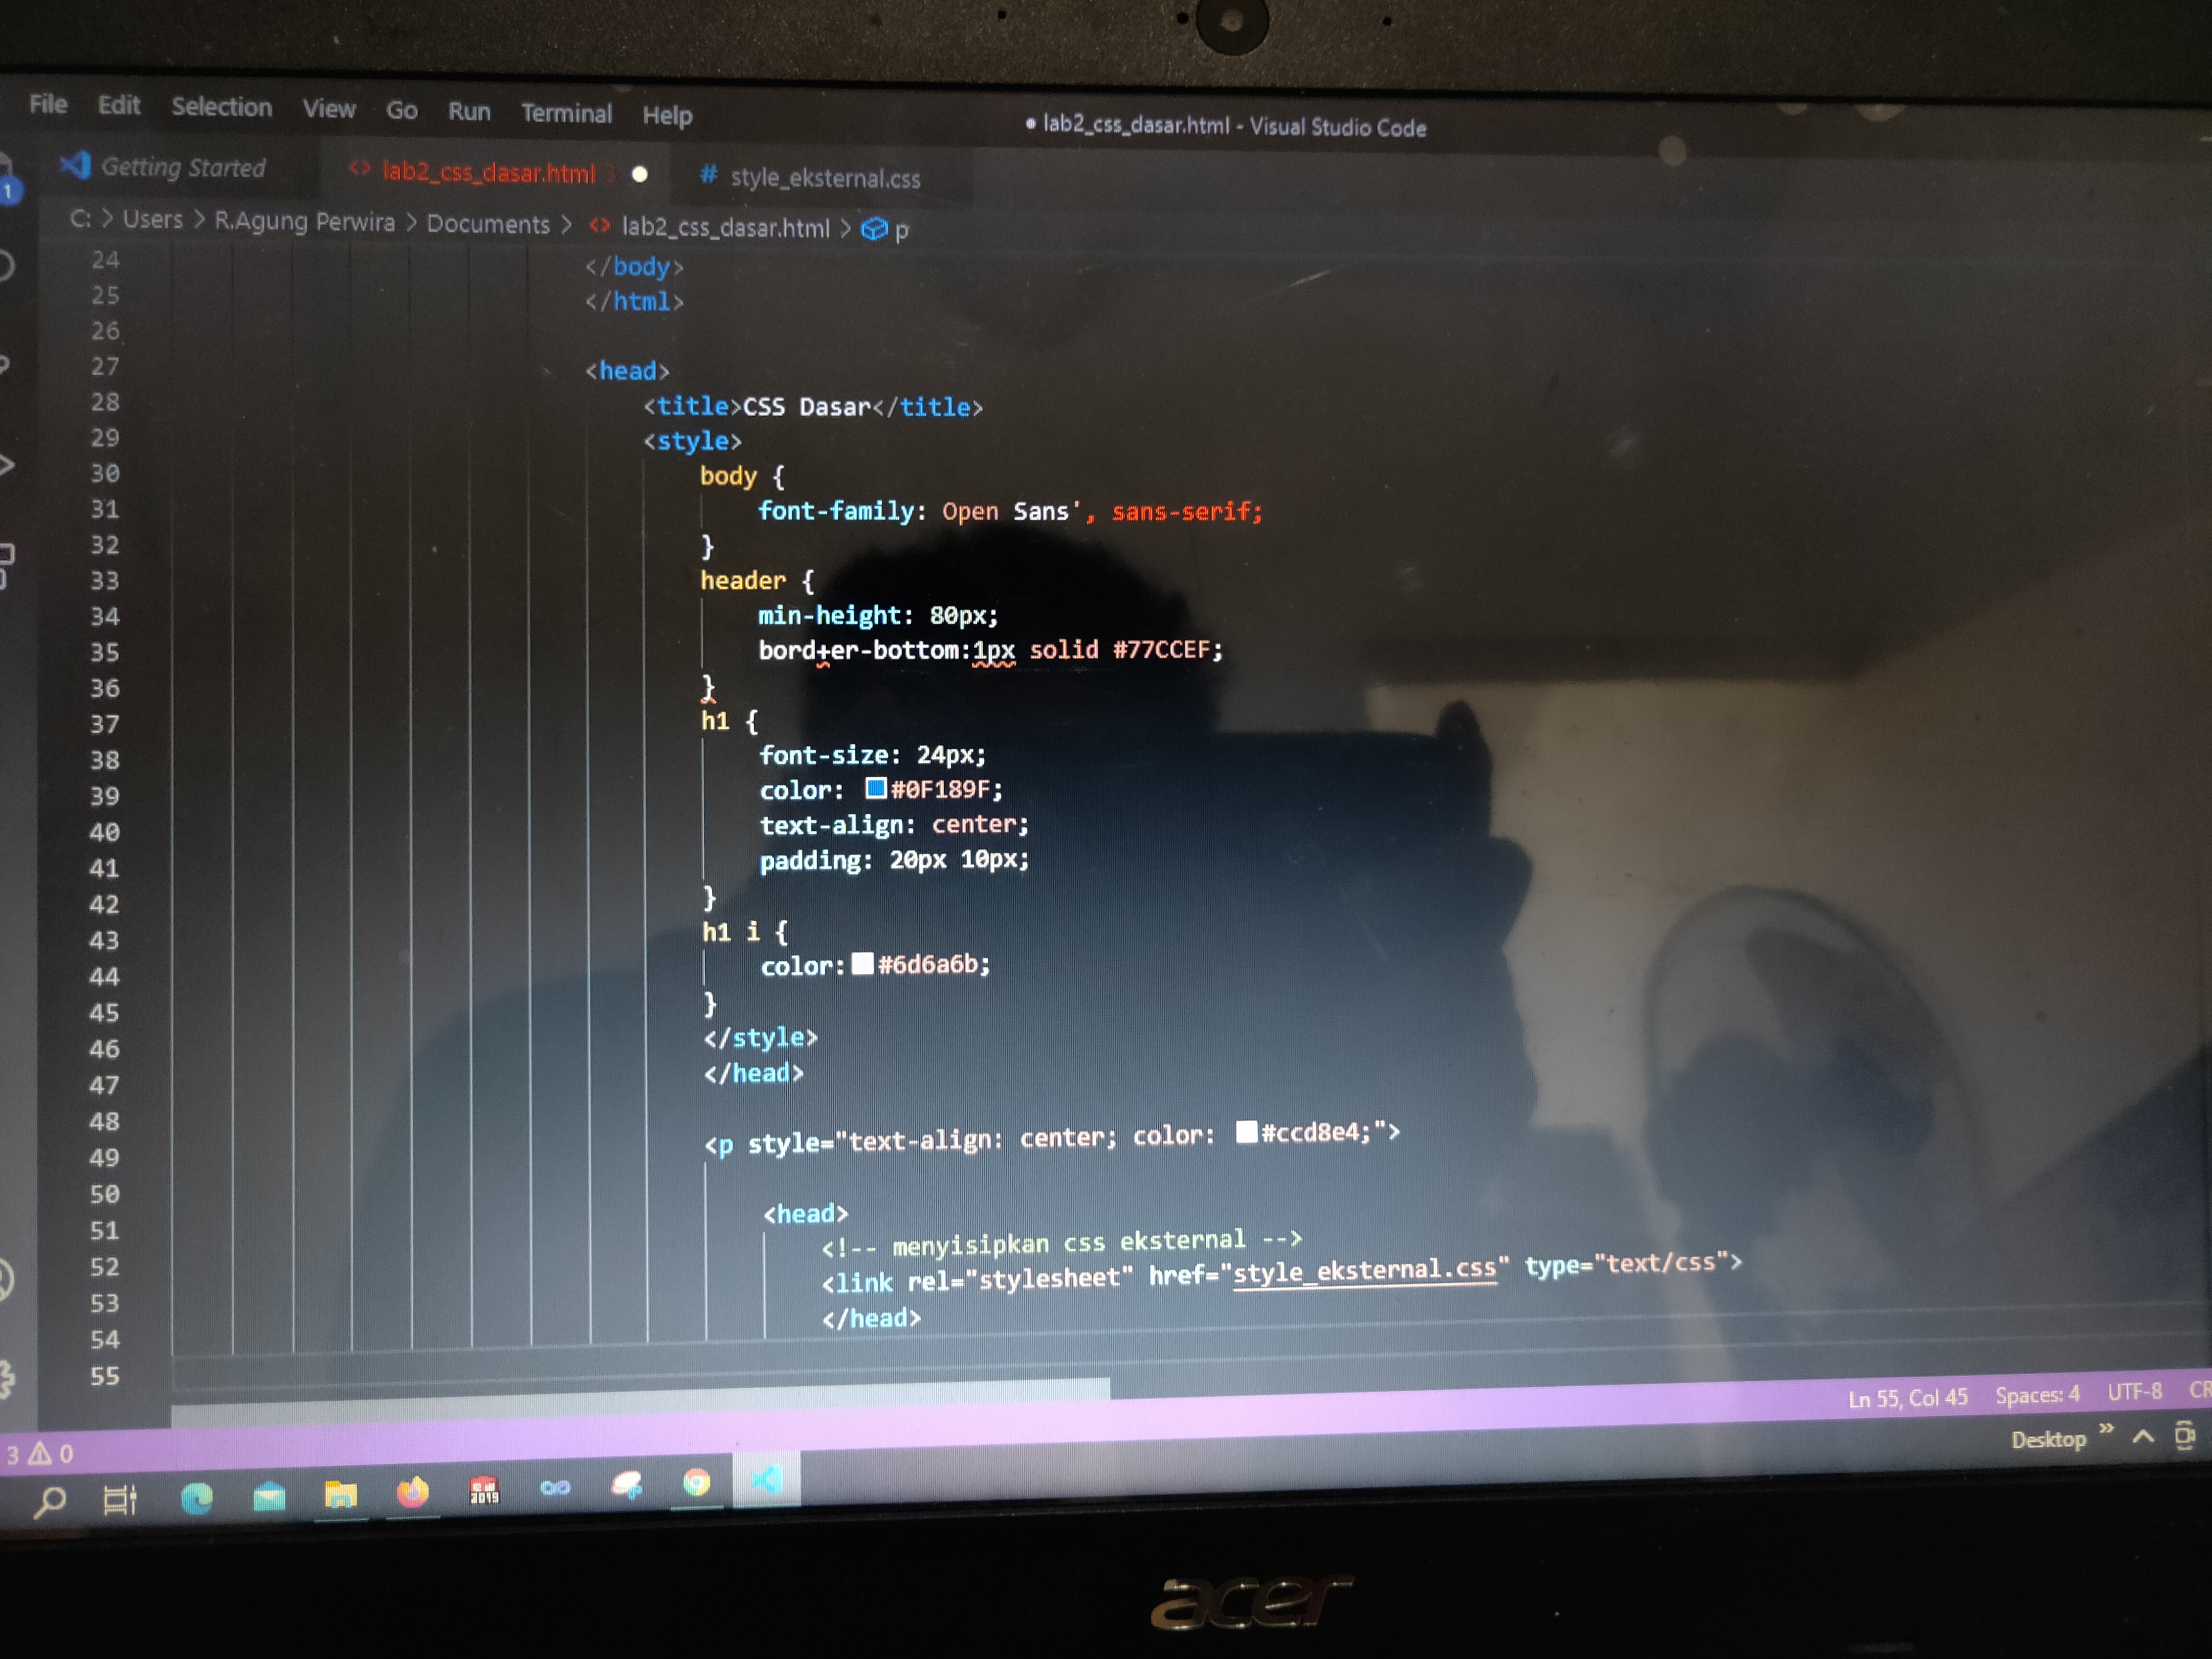 File Edit Selection View Go Run Terminal Help
● lab2_css_dasar.html - Visual Studio Code
Getting Started
<> lab2_css_dasar.html 3 ●
# style_eksternal.css
1
C: > Users > R.Agung Perwira > Documents > <> lab2_css_dasar.html > p
24 </body>
25 </html>
26
27 <head>
28 <title>CSS Dasar</title>
29 <style>
30 body {
31 font-family: Open Sans', sans-serif;
32 }
33 header {
34 min-height: 80px;
35 bord+er-bottom:1px solid #77CCEF;
36 }
37 h1 {
38 font-size: 24px;
39 color: #0F189F;
40 text-align: center;
41 padding: 20px 10px;
42 }
43 h1 i {
44 color:#6d6a6b;
45 }
46 </style>
47 </head>
48
49 <p style="text-align: center; color: #ccd8e4;">
50
51 <head>
52 <!-- menyisipkan css eksternal -->
53 <link rel="stylesheet" href="style_eksternal.css" type="text/css">
54 </head>
55
3 0
Ln 55, Col 45 Spaces: 4 UTF-8 CR
Desktop
2019
acer